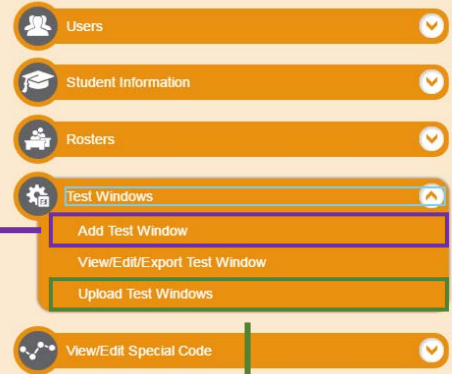 Users
Student Information
Rosters
Test Windows
Add Test Window
View/Edit/Export Test Window
Upload Test Windows
View/Edit Special Code